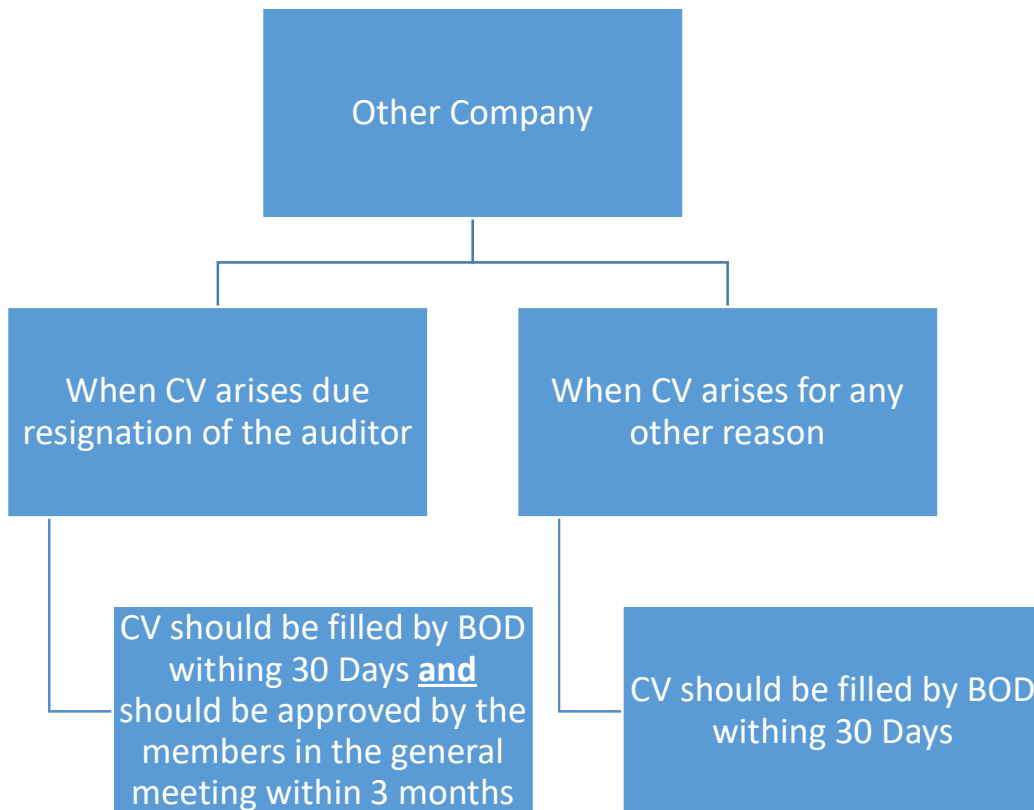 Other Company
When CV arises due
resignation of the auditor
When CV arises for any
other reason
CV should be filled by BOD
withing 30 Days and
should be approved by the
members in the general
meeting within 3 months
CV should be filled by BOD
withing 30 Days